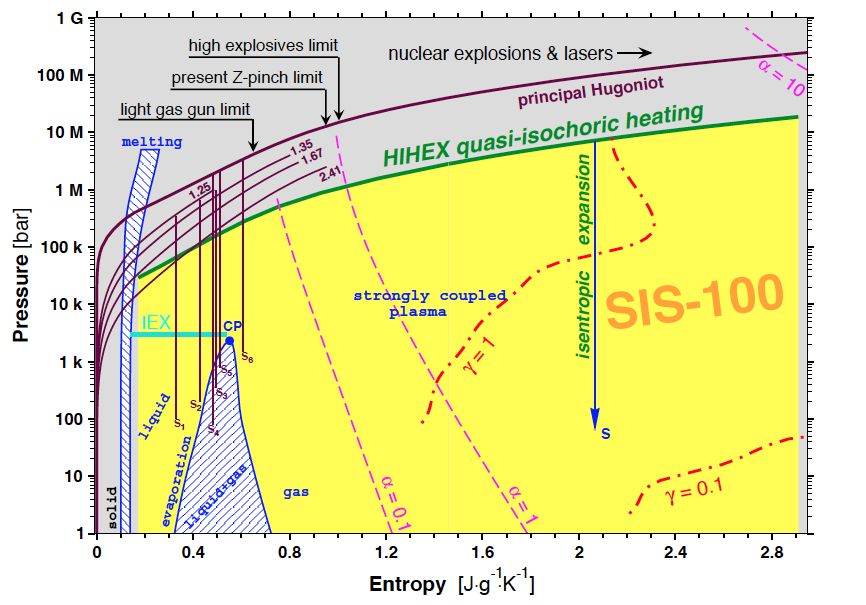 1 G
100 M
10 M
1 M
100 k
10 k
1 k
100
10
1
Pressure [bar]
0
0.4
0.8
1.2
1.6
2
2.4
2.8
Entropy [J·g⁻¹·K⁻¹]
high explosives limit
present Z-pinch limit
light gas gun limit
nuclear explosions & lasers
principal Hugoniot
α = 10
melting
HIHEX quasi-isochoric heating
1.25
1.35
1.67
2.41
isentropic expansion
SIS-100
strongly coupled
plasma
IEX
CP
S₁
S₂
S₃
S₄
S₅
S₆
γ = 1
S
solid
liquid
evaporation
liquid+gas
gas
α = 0.1
α = 1
γ = 0.1